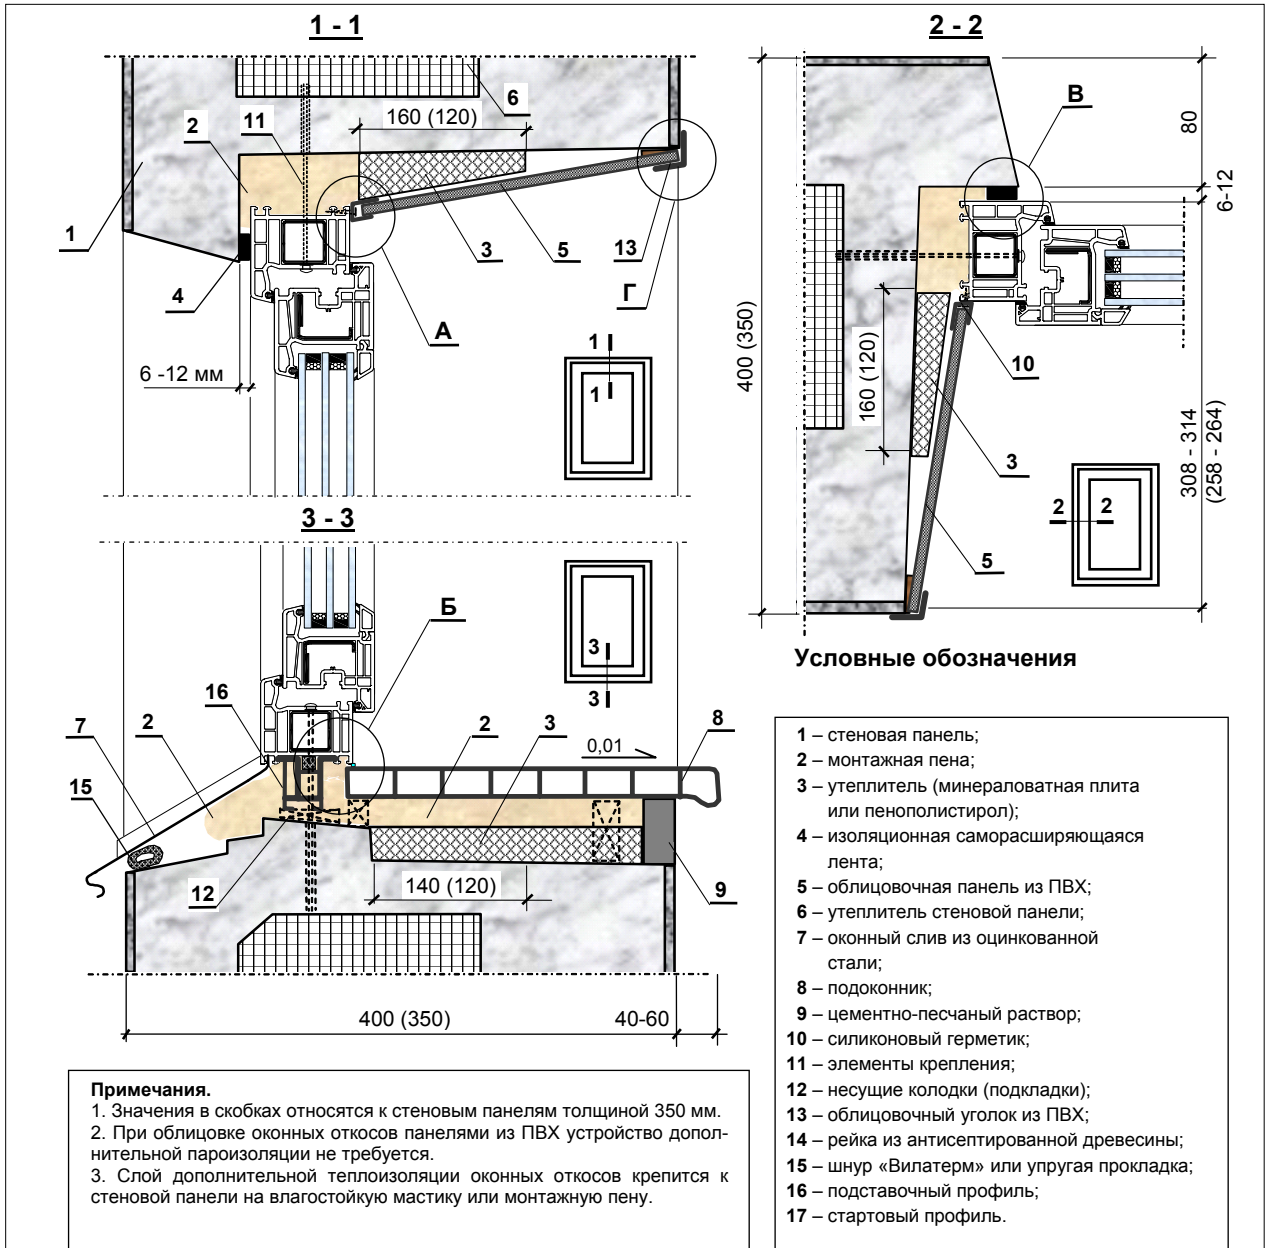 1 - 1
6
160 (120)
2
11
1
3
5
13
4
А
Г
6 -12 мм
1
1
2 - 2
В
80
6-12
400 (350)
160 (120)
10
308 - 314
(258 - 264)
3
2
2
5
3 - 3
Б
3
3
16
7
2
2
3
8
0,01
15
12
140 (120)
9
400 (350)
40-60
Условные обозначения
1 – стеновая панель;
2 – монтажная пена;
3 – утеплитель (минераловатная плита
или пенополистирол);
4 – изоляционная саморасширяющаяся
лента;
5 – облицовочная панель из ПВХ;
6 – утеплитель стеновой панели;
7 – оконный слив из оцинкованной
стали;
8 – подоконник;
9 – цементно-песчаный раствор;
10 – силиконовый герметик;
11 – элементы крепления;
12 – несущие колодки (подкладки);
13 – облицовочный уголок из ПВХ;
14 – рейка из антисептированной древесины;
15 – шнур «Вилатерм» или упругая прокладка;
16 – подставочный профиль;
17 – стартовый профиль.
Примечания.
1. Значения в скобках относятся к стеновым панелям толщиной 350 мм.
2. При облицовке оконных откосов панелями из ПВХ устройство допол-
нительной пароизоляции не требуется.
3. Слой дополнительной теплоизоляции оконных откосов крепится к
стеновой панели на влагостойкую мастику или монтажную пену.